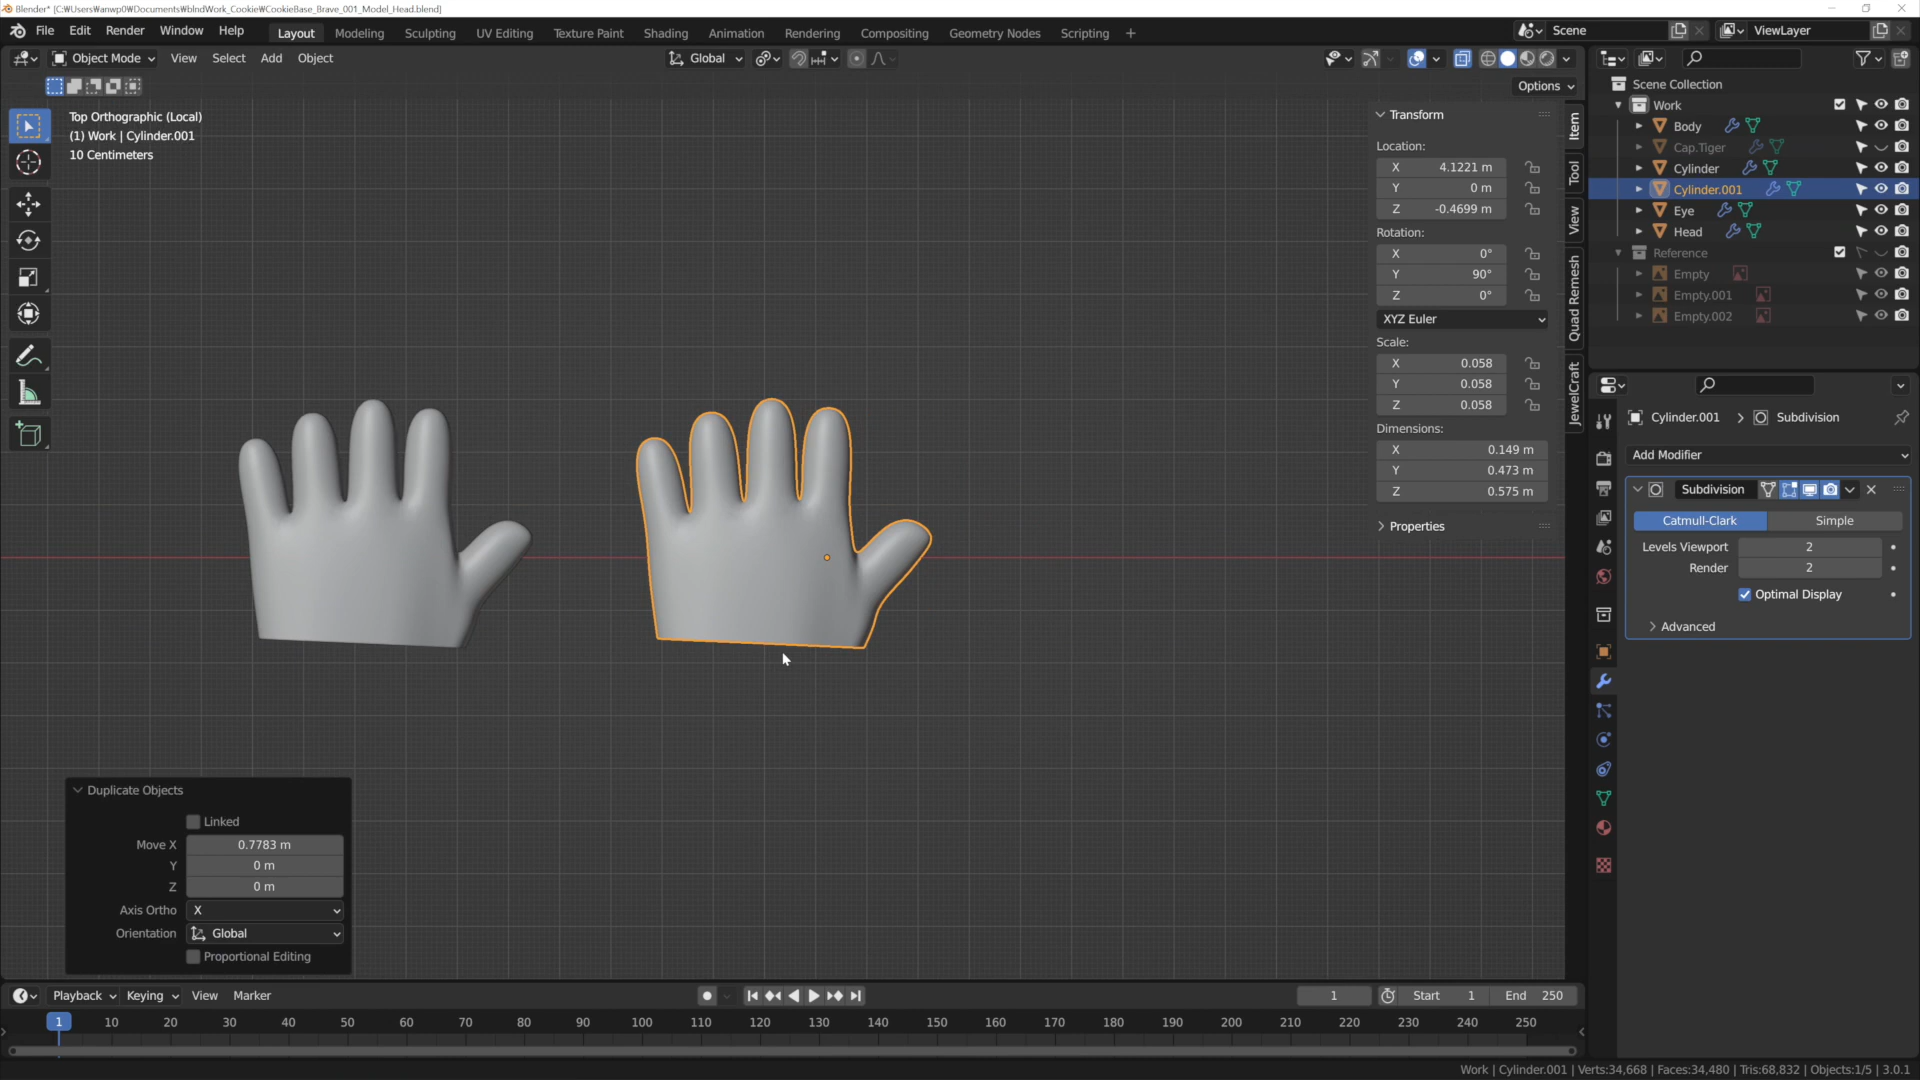 Blender* [C:₩Users₩anwp0₩Documents₩blndWork_Cookie₩CookieBase_Brave_001_Model_Head.blend]
File Edit Render Window Help
Layout Modeling Sculpting UV Editing Texture Paint Shading Animation Rendering Compositing Geometry Nodes Scripting +
Scene
ViewLayer
Object Mode View Select Add Object
Global
Options
Top Orthographic (Local)
(1) Work | Cylinder.001
10 Centimeters
Transform
Location:
X 4.1221 m
Y 0 m
Z -0.4699 m
Rotation:
X 0°
Y 90°
Z 0°
XYZ Euler
Scale:
X 0.058
Y 0.058
Z 0.058
Dimensions:
X 0.149 m
Y 0.473 m
Z 0.575 m
Properties
Item
Tool
View
Quad Remesh
JewelCraft
Scene Collection
Work
Body
Cap.Tiger
Cylinder
Cylinder.001
Eye
Head
Reference
Empty
Empty.001
Empty.002
Cylinder.001 > Subdivision
Add Modifier
Subdivision
Catmull-Clark Simple
Levels Viewport 2
Render 2
Optimal Display
Advanced
Duplicate Objects
Linked
Move X 0.7783 m
Y 0 m
Z 0 m
Axis Ortho X
Orientation Global
Proportional Editing
Playback Keying View Marker
1 Start 1 End 250
1 10 20 30 40 50 60 70 80 90 100 110 120 130 140 150 160 170 180 190 200 210 220 230 240 250
Work | Cylinder.001 | Verts:34,668 | Faces:34,480 | Tris:68,832 | Objects:1/5 | 3.0.1